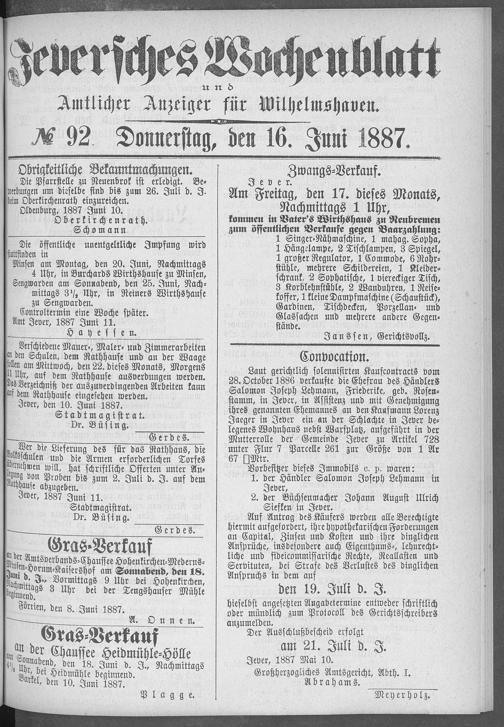 Jeversches Wochenblatt
und
Amtlicher Anzeiger für Wilhelmshaven.
№ 92. Donnerstag, den 16. Juni 1887.
Obrigkeitliche Bekanntmachungen.
Die Pfarrstelle zu Neuenbrok ist erledigt. Be-
werbungen um dieselbe sind bis zum 26. Juli d. J.
beim Oberkirchenrath einzureichen.
Oldenburg, 1887 Juni 10.
Oberkirchenrath.
Schomann
Die öffentliche unentgeltliche Impfung wird
stattfinden in
Minsen am Montag, den 20. Juni, Nachmittags
4 Uhr, in Burchards Wirthshause zu Minsen,
Sengwarden am Sonnabend, den 25. Juni, Nach-
mittags 3½ Uhr, in Reiners Wirthshause
zu Sengwarden.
Controltermin eine Woche später.
Amt Jever, 1887 Juni 11.
Hayessen.
Verschiedene Mauer-, Maler- und Zimmerarbeiten
an den Schulen, dem Rathhause und an der Waage
sollen am Mittwoch, den 22. dieses Monats, Morgens
Uhr, auf dem Rathhause ausverdungen werden.
Das Verzeichniß der auszuverdingenden Arbeiten kann
auf dem Rathhause eingesehen werden.
Jever, den 10. Juni 1887.
Stadtmagistrat.
Dr. Büsing.
Gerdes.
Wer die Lieferung des für das Rathhaus, die
Volksschulen und die Armen erforderlichen Torfes
übernehmen will, hat schriftliche Offerten unter An-
legung von Proben bis zum 2. Juli d. J. auf dem
Rathhause abzugeben.
Jever, 1887 Juni 11.
Stadtmagistrat.
Dr. Büsing.
Gerdes.
Gras-Verkauf
an der Amtsverbands-Chaussee Hohenkirchen-Mederns-
Minsen-Horum-Kaisershof am Sonnabend, den 18.
Juni d. J., Vormittags 9 Uhr bei Hohenkirchen,
Nachmittags 3 Uhr bei der Tengshauser Mühle
beginnend.
Förrien, den 8. Juni 1887.
A. Onnen.
Gras-Verkauf
an der Chaussee Heidmühle-Hölle
am Sonnabend, den 18. Juni d. J., Nachmittags
4½ Uhr, bei Heidmühle beginnend.
Barkel, den 10. Juni 1887.
Plagge.
Zwangs-Verkauf.
Jever.
Am Freitag, den 17. dieses Monats,
Nachmittags 1 Uhr,
kommen in Vater's Wirthshaus zu Neubremen
zum öffentlichen Verkaufe gegen Baarzahlung:
1 Singer-Nähmaschine, 1 mahag. Sopha,
1 Hängelampe, 2 Tischlampen, 3 Spiegel,
1 großer Regulator, 1 Commode, 6 Rohr-
stühle, mehrere Schildereien, 1 Kleider-
schrank, 2 Sophatische, 1 viereckiger Tisch,
3 Korblehnstühle, 2 Wanduhren, 1 Reise-
koffer, 1 kleine Dampfmaschine (Schaustück),
Gardinen, Tischdecken, Porzellan- und
Glassachen und mehrere andere Gegen-
stände.
Janssen, Gerichtsvollz.
Convocation.
Laut gerichtlich solennisirten Kaufcontracts vom
28. October 1886 verkaufte die Ehefrau des Händlers
Salomon Joseph Lehmann, Friederike, geb. Rosen-
stamm, in Jever, in Assistenz und mit Genehmigung
ihres genannten Ehemannes an den Kaufmann Lorenz
Jaeger in Jever ihr an der Schlachte in Jever be-
legenes Wohnhaus nebst Warfplatz, aufgeführt in der
Mutterrolle der Gemeinde Jever zu Artikel 728
unter Flur 7 Parzelle 261 zur Größe von 1 Ar
67 □Mtr.
Vorbesitzer dieses Immobils e. p. waren:
1. der Händler Salomon Joseph Lehmann in
Jever,
2. der Büchsenmacher Johann August Ulrich
Siefken in Jever.
Auf Antrag des Käufers werden alle Berechtigte
hiermit aufgefordert, ihre hypothekarischen Forderungen
an Capital, Zinsen und Kosten und ihre dinglichen
Ansprüche, insbesondere auch Eigenthums-, lehnrecht-
liche und fideicommissarische Rechte, Reallasten und
Servituten, bei Strafe des Verlustes des dinglichen
Anspruchs in dem auf
den 19. Juli d. J.
hieselbst angesetzten Angabetermine entweder schriftlich
oder mündlich zum Protocoll des Gerichtschreibers
anzumelden.
Der Ausschlußbescheid erfolgt
am 21. Juli d. J.
Jever, 1887 Mai 10.
Großherzogliches Amtsgericht, Abth. I.
Abrahams.
Meyerholz.